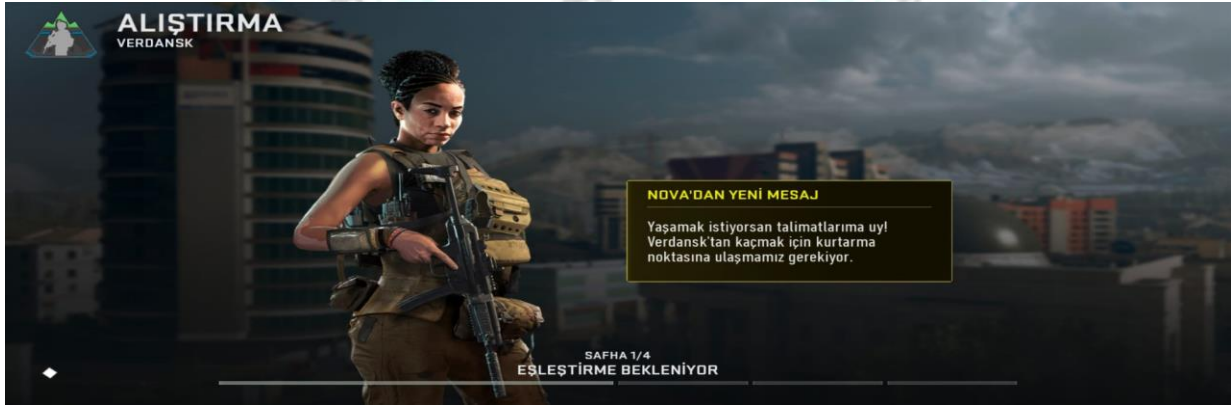 ALIŞTIRMA
VERDANSK
NOVA'DAN YENİ MESAJ
Yaşamak istiyorsan talimatlarıma uy!
Verdansk'tan kaçmak için kurtarma
noktasına ulaşmamız gerekiyor.
SAFHA 1/4
EŞLEŞTİRME BEKLENİYOR